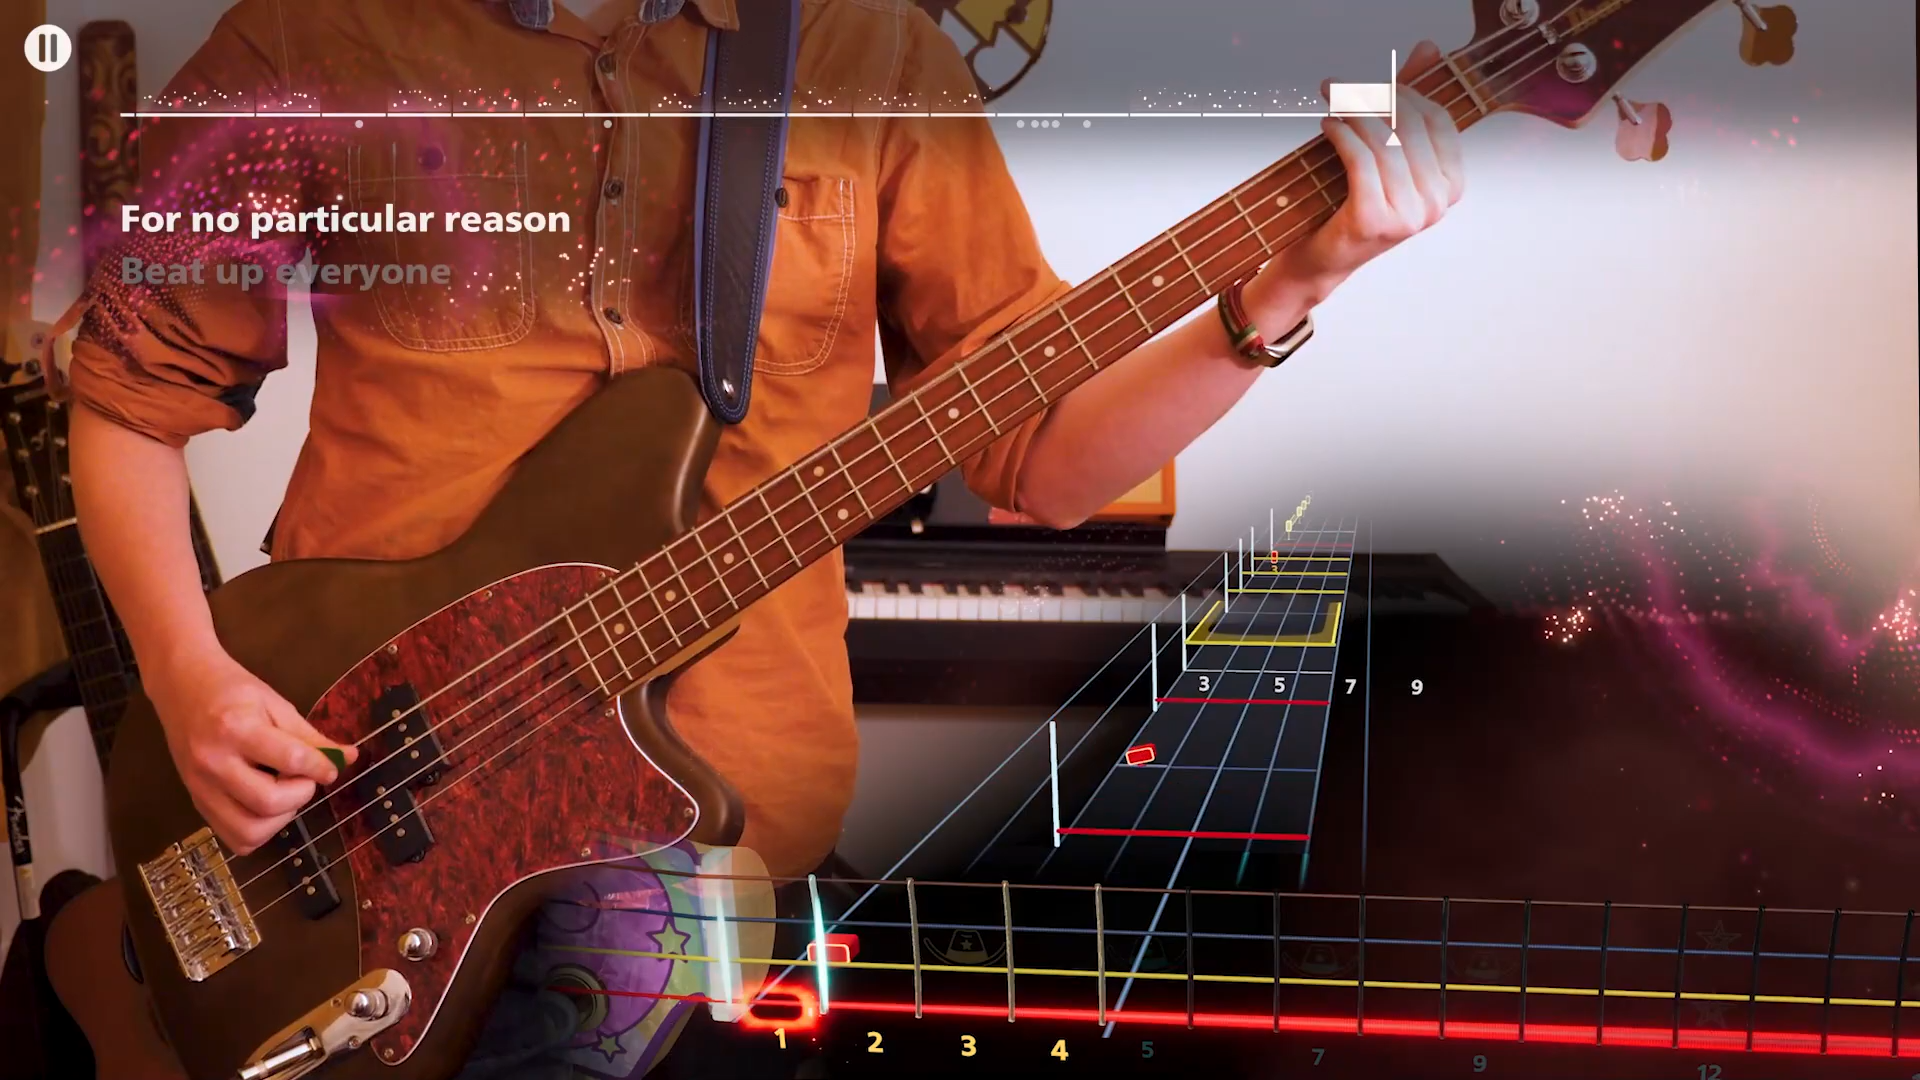 For no particular reason
Beat up everyone
3 5 7 9
3
1 2 3 4 5 7 9 12